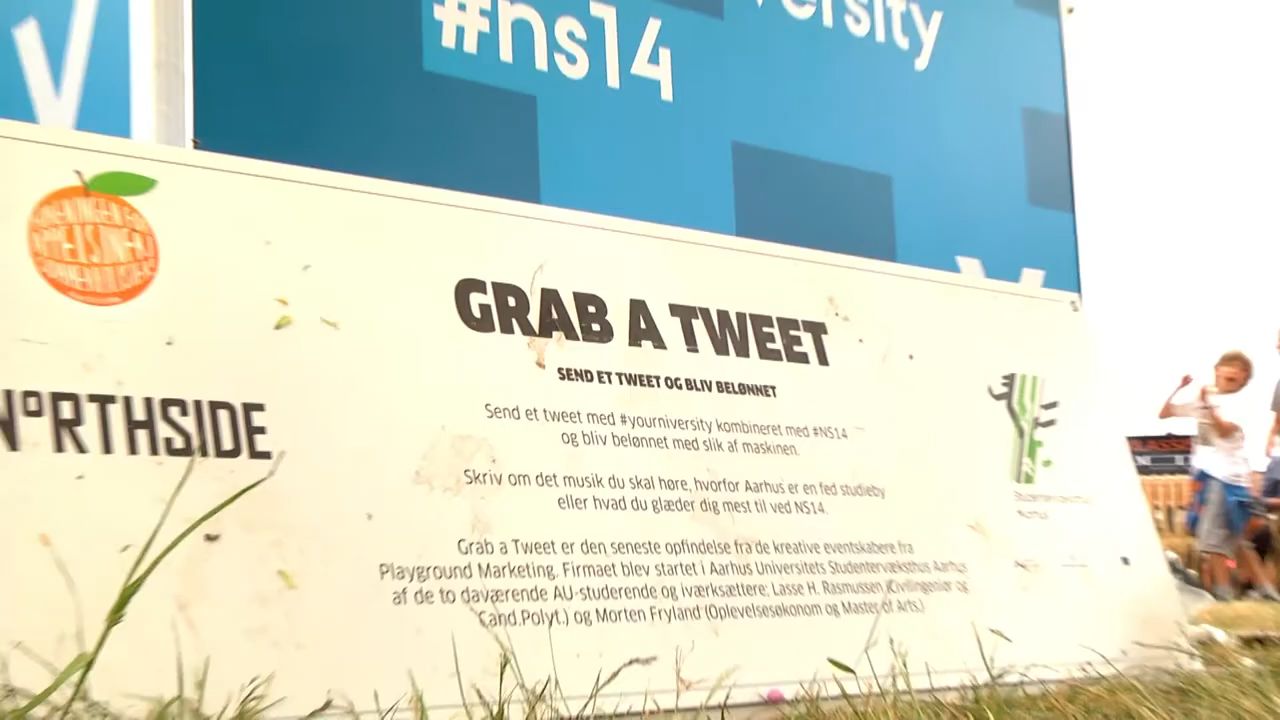 #ns14
N°RTHSIDE
GRAB A TWEET
SEND ET TWEET OG BLIV BELØNNET
Send et tweet med #yourniversity kombineret med #NS14
og bliv belønnet med slik af maskinen.
Skriv om det musik du skal høre, hvorfor Aarhus er en fed studieby
eller hvad du glæder dig mest til ved NS14.
Grab a Tweet er den seneste opfindelse fra de kreative eventskabere fra
Playground Marketing. Firmaet blev startet i Aarhus Universitets Studentervæksthus Aarhus
af de to daværende AU-studerende og iværksættere: Lasse H. Rasmussen (Civilingeniør og
Cand.Polyt.) og Morten Fryland (Oplevelsesøkonom og Master of Arts.)